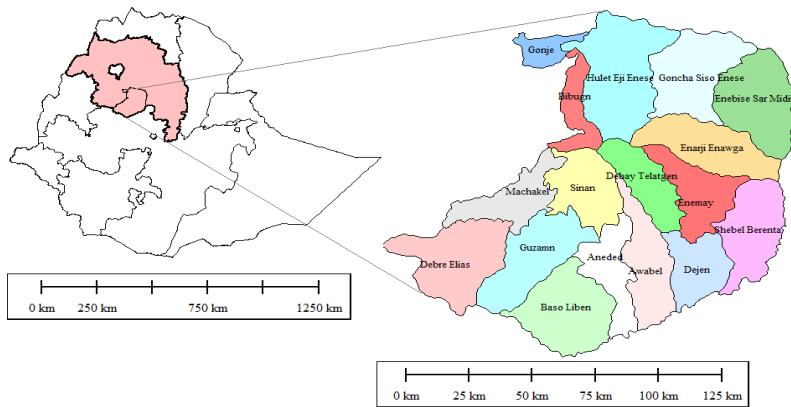 Gonje
Hulet Eji Enese
Goncha Siso Enese
Enebise Sar Midi
Bibugn
Enarji Enawga
Debay Telatgen
Machakel
Sinan
Enemay
Shebel Berenta
Guzamn
Aneded
Debre Elias
Awabel
Dejen
Baso Liben
0 km 250 km 750 km 1250 km
0 km 25 km 50 km 75 km 100 km 125 km